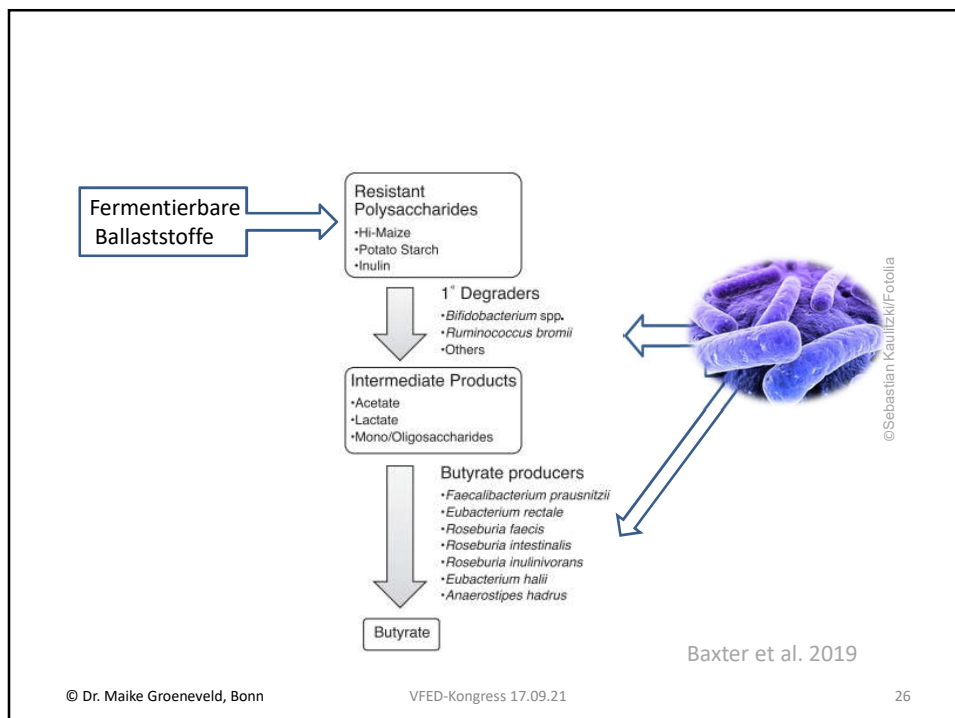 Fermentierbare
Ballaststoffe
Resistant
Polysaccharides
•Hi-Maize
•Potato Starch
•Inulin
1° Degraders
•Bifidobacterium spp.
•Ruminococcus bromii
•Others
Intermediate Products
•Acetate
•Lactate
•Mono/Oligosaccharides
Butyrate producers
•Faecalibacterium prausnitzii
•Eubacterium rectale
•Roseburia faecis
•Roseburia intestinalis
•Roseburia inulinivorans
•Eubacterium halii
•Anaerostipes hadrus
Butyrate
©Sebastian Kaulitzki/Fotolia
Baxter et al. 2019
© Dr. Maike Groeneveld, Bonn
VFED-Kongress 17.09.21
26